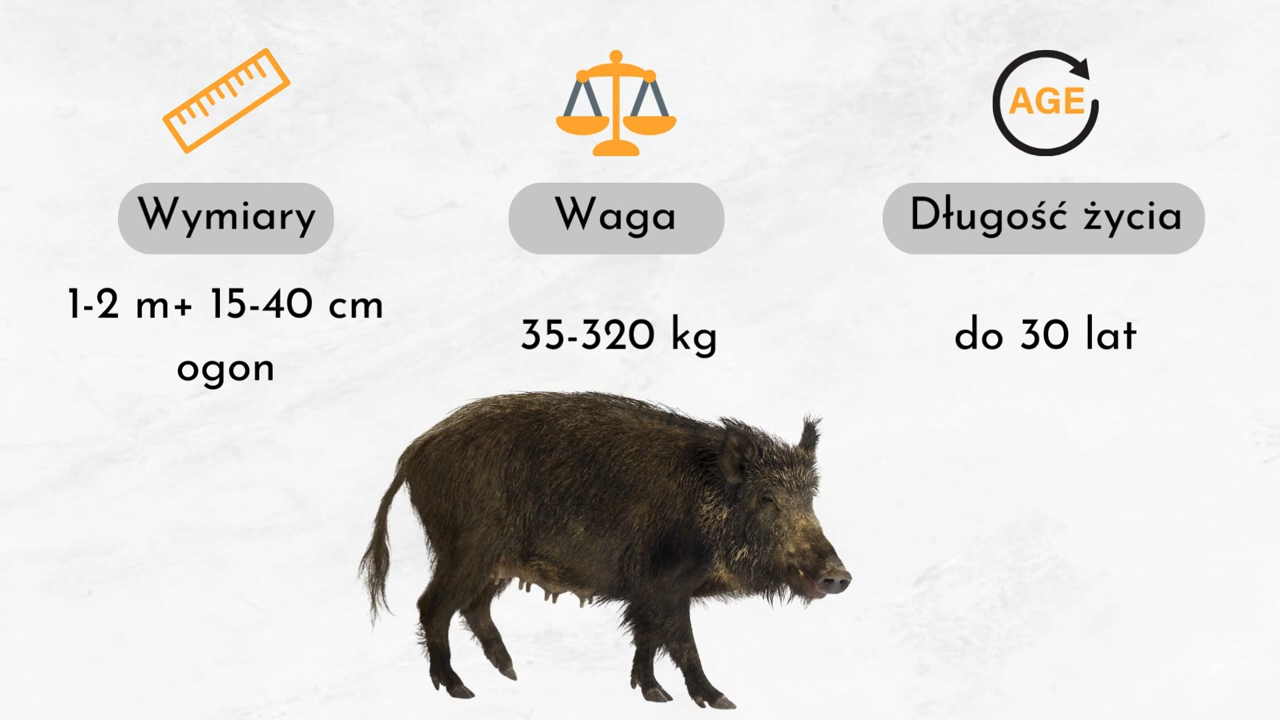 AGE
Wymiary
1-2 m+ 15-40 cm
ogon
Waga
35-320 kg
Długość życia
do 30 lat